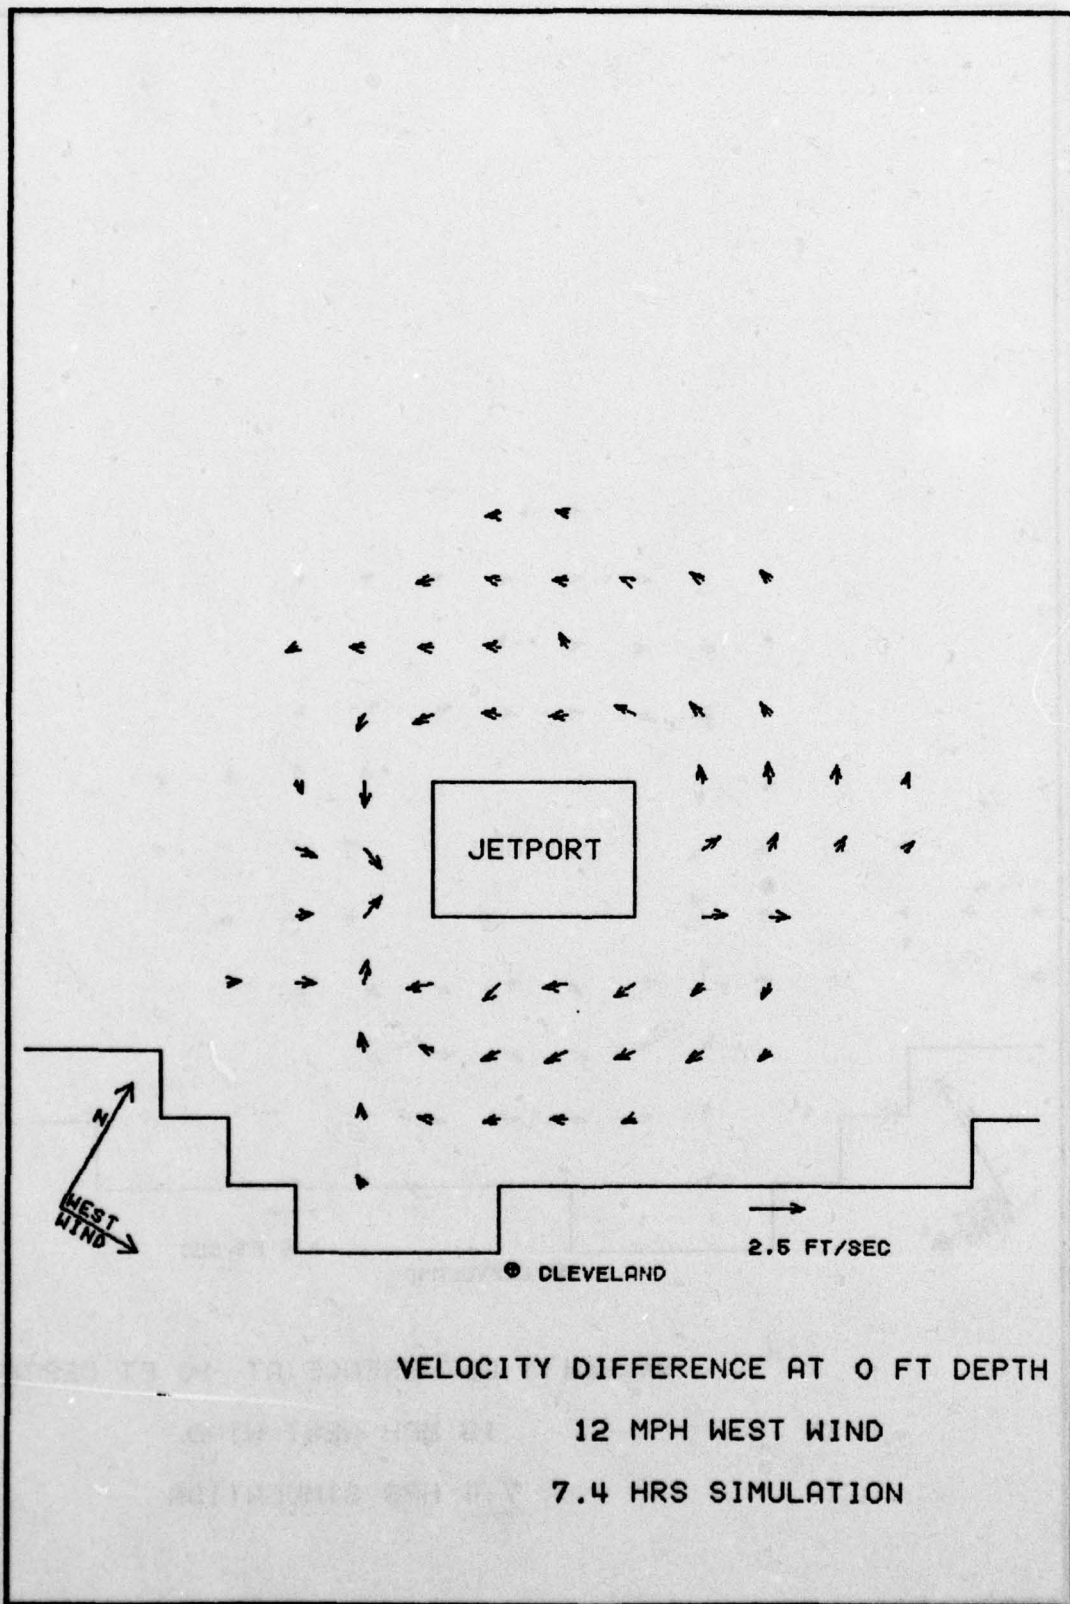 JETPORT
N
WEST
WIND
2.5 FT/SEC
CLEVELAND
VELOCITY DIFFERENCE AT 0 FT DEPTH
12 MPH WEST WIND
7.4 HRS SIMULATION